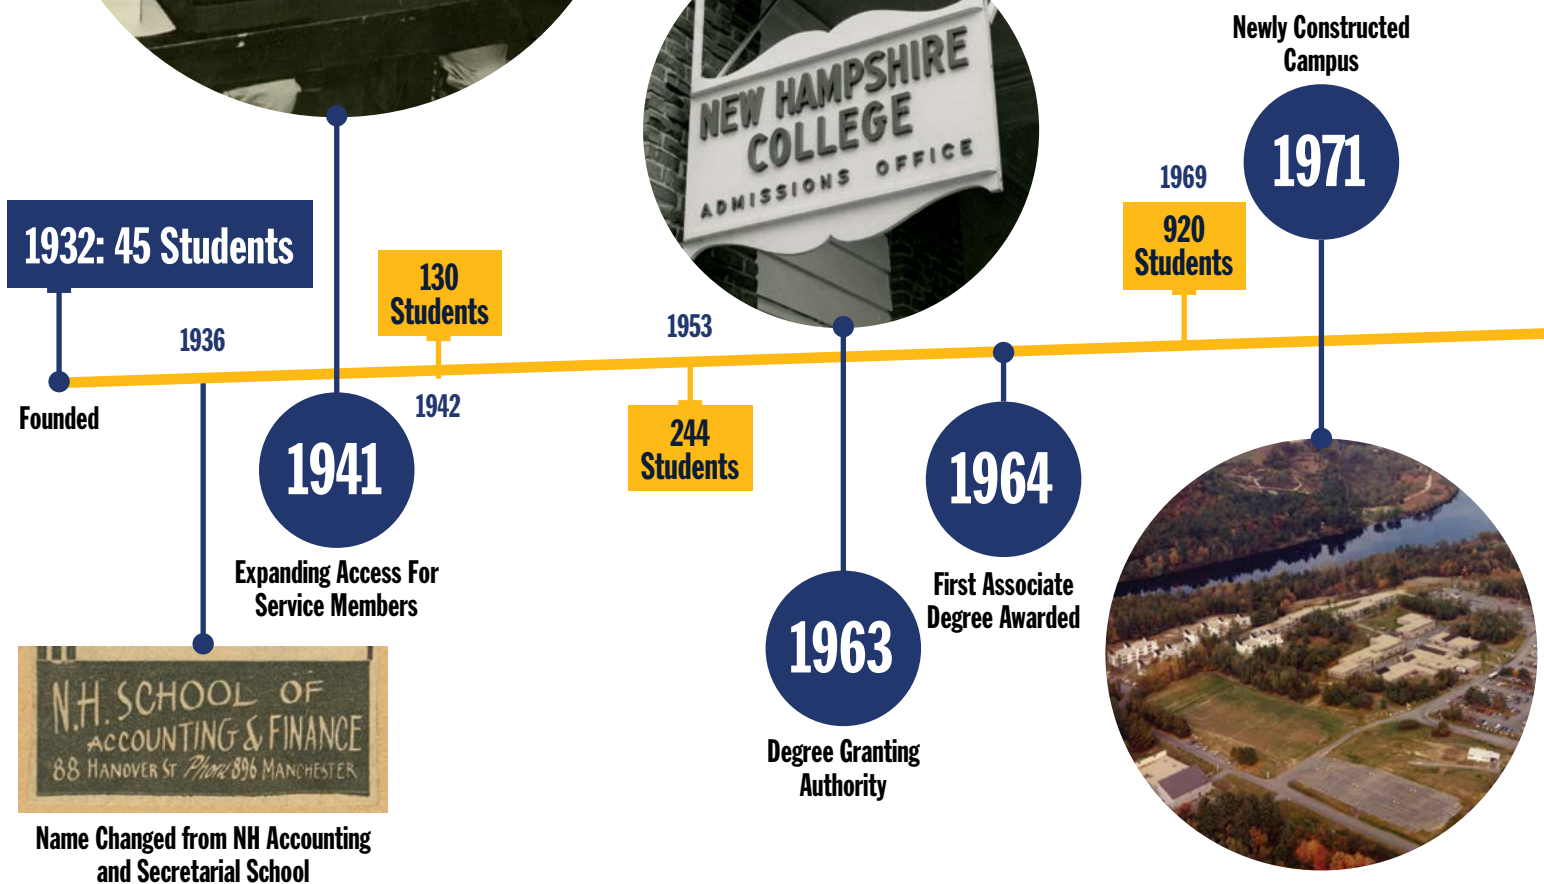 Newly Constructed
Campus
1971
NEW HAMPSHIRE
COLLEGE
ADMISSIONS OFFICE
1969
920
Students
1932: 45 Students
130
Students
1936
1953
Founded
1942
244
Students
1941
1964
Expanding Access For
Service Members
First Associate
Degree Awarded
1963
N.H. SCHOOL OF
ACCOUNTING & FINANCE
88 HANOVER ST Phone 896 MANCHESTER
Degree Granting
Authority
Name Changed from NH Accounting
and Secretarial School